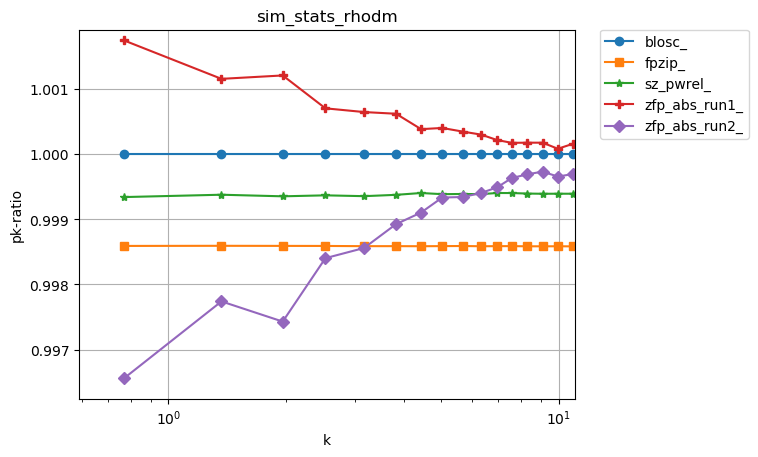 sim_stats_rhodm
blosc_
fpzip_
sz_pwrel_
zfp_abs_run1_
zfp_abs_run2_
1.001
1.000
0.999
0.998
0.997
pk-ratio
10⁰
10¹
k